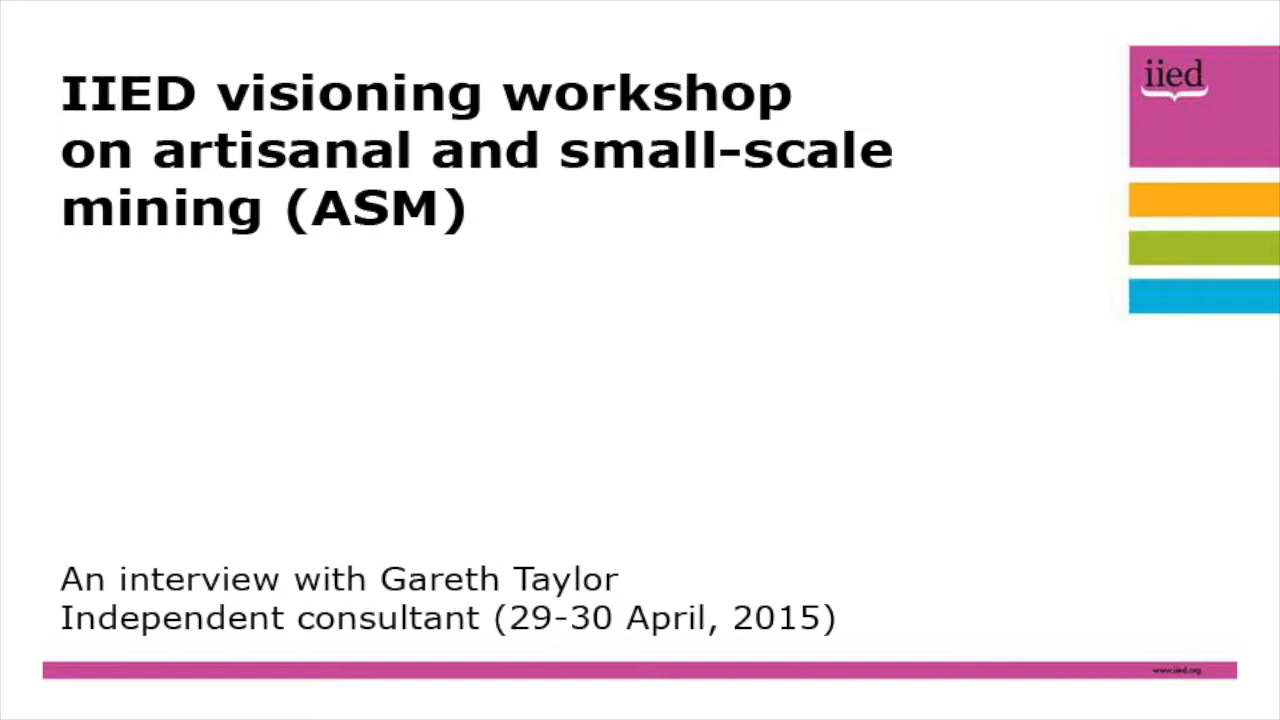 IIED visioning workshop
on artisanal and small-scale
mining (ASM)
iied
An interview with Gareth Taylor
Independent consultant (29-30 April, 2015)
www.iied.org